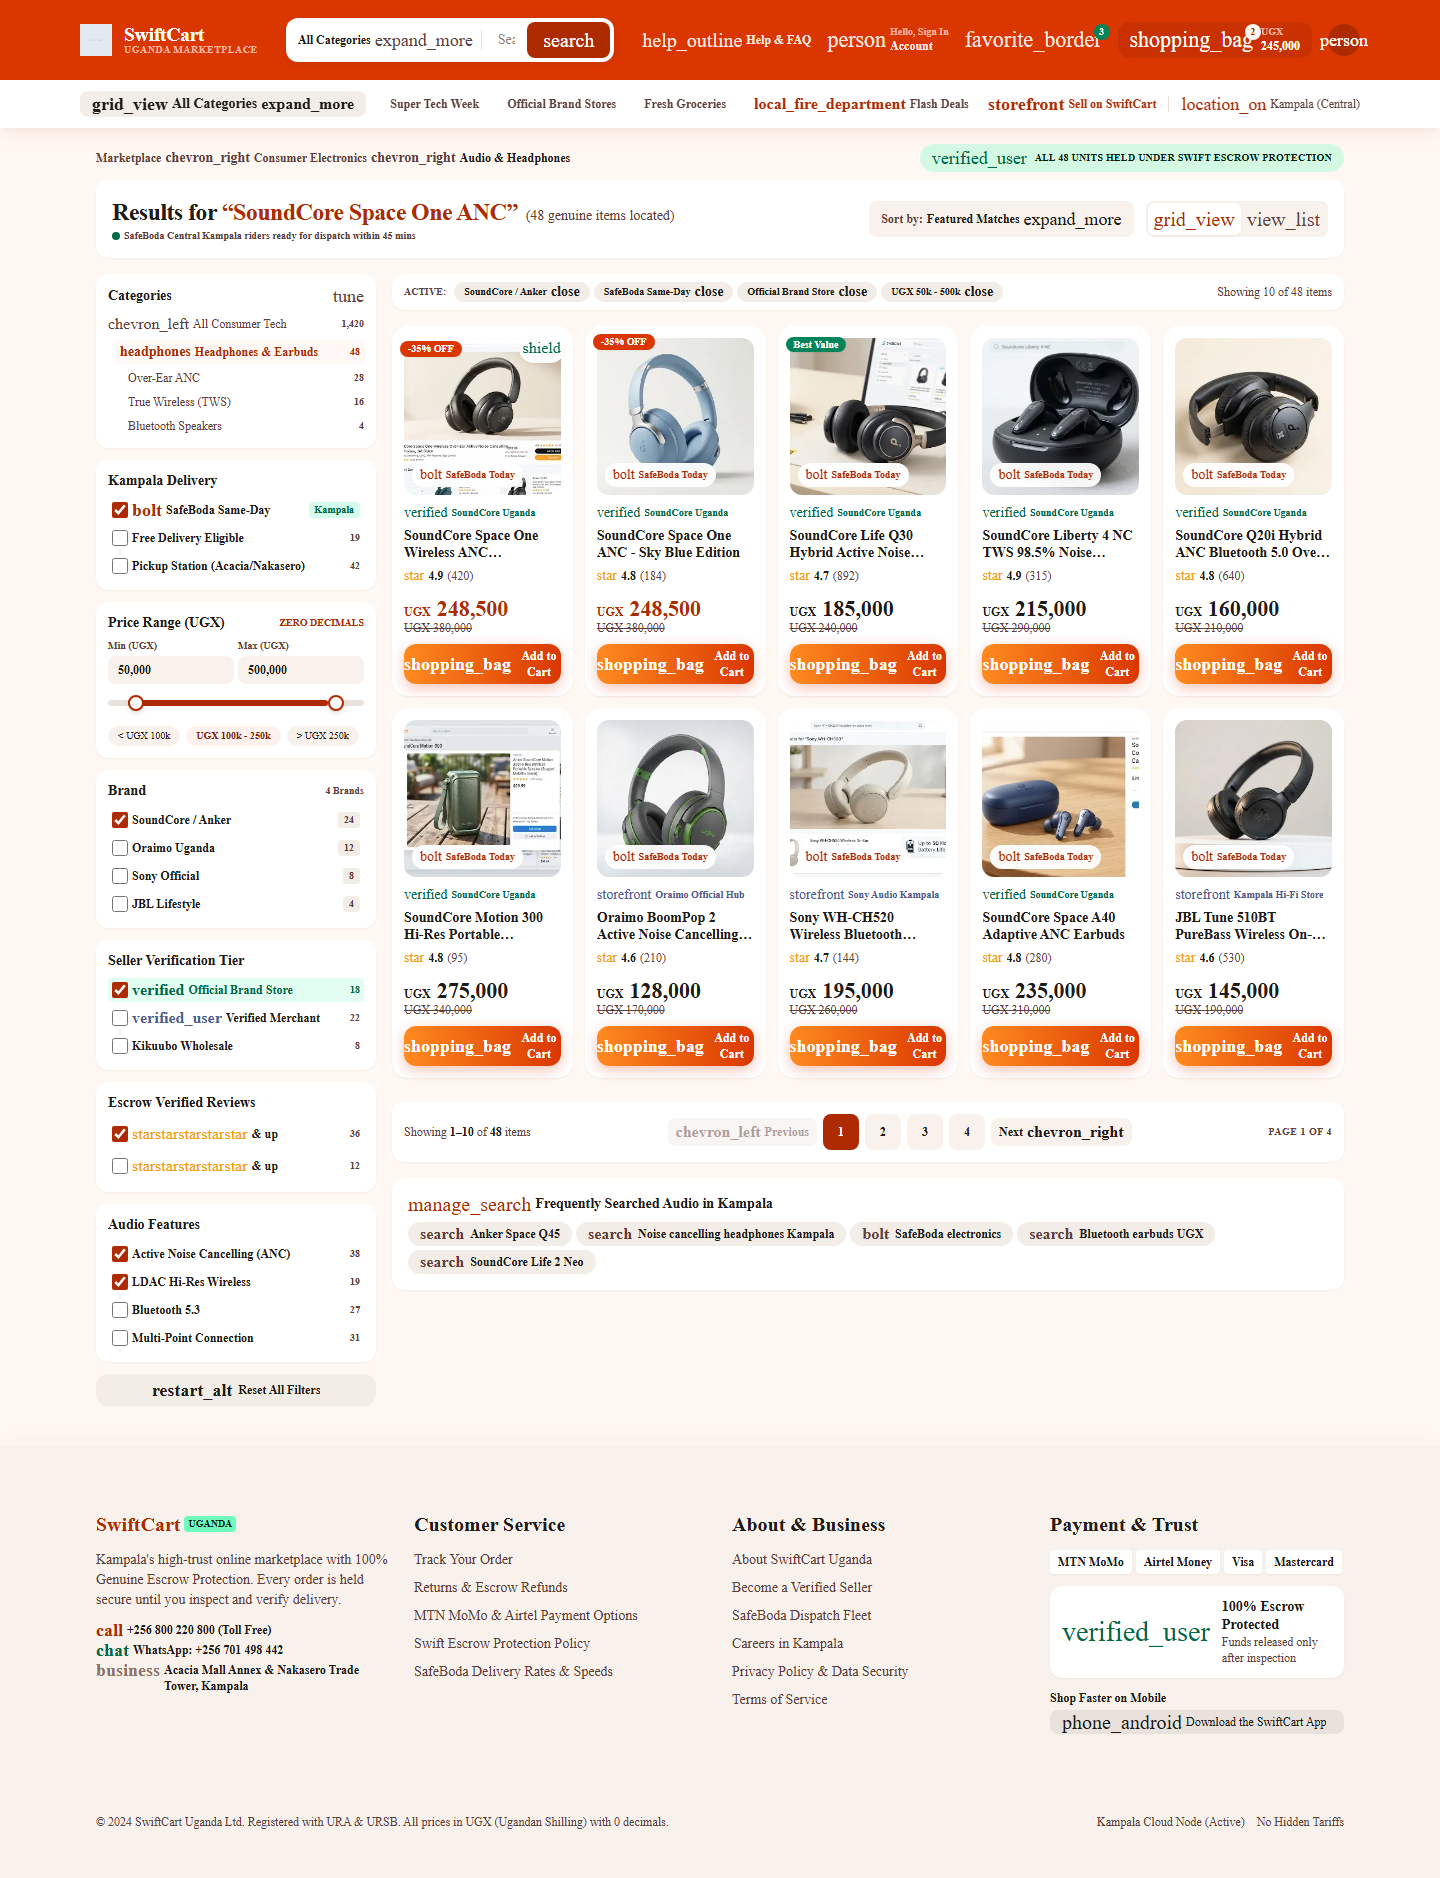 SwiftCart
UGANDA MARKETPLACE
All Categories expand_more
search
help_outline Help & FAQ
person Hello, Sign In
Account
favorite_border 3
shopping_bag 2 UGX
245,000
person
grid_view All Categories expand_more
Super Tech Week
Official Brand Stores
Fresh Groceries
local_fire_department Flash Deals
storefront Sell on SwiftCart
location_on Kampala (Central)
Marketplace chevron_right Consumer Electronics chevron_right Audio & Headphones
verified_user ALL 48 UNITS HELD UNDER SWIFT ESCROW PROTECTION
Results for “SoundCore Space One ANC” (48 genuine items located)
SafeBoda Central Kampala riders ready for dispatch within 45 mins
Sort by: Featured Matches expand_more
grid_view view_list
Categories tune
chevron_left All Consumer Tech 1,420
headphones Headphones & Earbuds 48
Over-Ear ANC 28
True Wireless (TWS) 16
Bluetooth Speakers 4
Kampala Delivery
bolt SafeBoda Same-Day Kampala
Free Delivery Eligible 19
Pickup Station (Acacia/Nakasero) 42
Price Range (UGX) ZERO DECIMALS
Min (UGX) Max (UGX)
50,000 500,000
< UGX 100k UGX 100k - 250k > UGX 250k
Brand 4 Brands
SoundCore / Anker 24
Oraimo Uganda 12
Sony Official 8
JBL Lifestyle 4
Seller Verification Tier
verified Official Brand Store 18
verified_user Verified Merchant 22
Kikuubo Wholesale 8
Escrow Verified Reviews
starstarstarstarstar & up 36
starstarstarstarstar & up 12
Audio Features
Active Noise Cancelling (ANC) 38
LDAC Hi-Res Wireless 19
Bluetooth 5.3 27
Multi-Point Connection 31
restart_alt Reset All Filters
ACTIVE: SoundCore / Anker close SafeBoda Same-Day close Official Brand Store close UGX 50k - 500k close
Showing 10 of 48 items
-35% OFF shield
bolt SafeBoda Today
verified SoundCore Uganda
SoundCore Space One
Wireless ANC…
star 4.9 (420)
UGX 248,500
UGX 380,000
shopping_bag Add to
Cart
-35% OFF
bolt SafeBoda Today
verified SoundCore Uganda
SoundCore Space One
ANC - Sky Blue Edition
star 4.8 (184)
UGX 248,500
UGX 380,000
shopping_bag Add to
Cart
Best Value
bolt SafeBoda Today
verified SoundCore Uganda
SoundCore Life Q30
Hybrid Active Noise…
star 4.7 (892)
UGX 185,000
UGX 240,000
shopping_bag Add to
Cart
Soundcore Liberty 4NC
bolt SafeBoda Today
verified SoundCore Uganda
SoundCore Liberty 4 NC
TWS 98.5% Noise…
star 4.9 (315)
UGX 215,000
UGX 290,000
shopping_bag Add to
Cart
bolt SafeBoda Today
verified SoundCore Uganda
SoundCore Q20i Hybrid
ANC Bluetooth 5.0 Ove…
star 4.8 (640)
UGX 160,000
UGX 210,000
shopping_bag Add to
Cart
bolt SafeBoda Today
verified SoundCore Uganda
SoundCore Motion 300
Hi-Res Portable…
star 4.8 (95)
UGX 275,000
UGX 340,000
shopping_bag Add to
Cart
bolt SafeBoda Today
storefront Oraimo Official Hub
Oraimo BoomPop 2
Active Noise Cancelling…
star 4.6 (210)
UGX 128,000
UGX 170,000
shopping_bag Add to
Cart
bolt SafeBoda Today
storefront Sony Audio Kampala
Sony WH-CH520
Wireless Bluetooth…
star 4.7 (144)
UGX 195,000
UGX 260,000
shopping_bag Add to
Cart
bolt SafeBoda Today
verified SoundCore Uganda
SoundCore Space A40
Adaptive ANC Earbuds
star 4.8 (280)
UGX 235,000
UGX 310,000
shopping_bag Add to
Cart
bolt SafeBoda Today
storefront Kampala Hi-Fi Store
JBL Tune 510BT
PureBass Wireless On-…
star 4.6 (530)
UGX 145,000
UGX 190,000
shopping_bag Add to
Cart
Showing 1–10 of 48 items
chevron_left Previous 1 2 3 4 Next chevron_right
PAGE 1 OF 4
manage_search Frequently Searched Audio in Kampala
search Anker Space Q45 search Noise cancelling headphones Kampala bolt SafeBoda electronics search Bluetooth earbuds UGX
search SoundCore Life 2 Neo
SwiftCart UGANDA
Kampala's high-trust online marketplace with 100%
Genuine Escrow Protection. Every order is held
secure until you inspect and verify delivery.
call +256 800 220 800 (Toll Free)
chat WhatsApp: +256 701 498 442
business Acacia Mall Annex & Nakasero Trade
Tower, Kampala
Customer Service
Track Your Order
Returns & Escrow Refunds
MTN MoMo & Airtel Payment Options
Swift Escrow Protection Policy
SafeBoda Delivery Rates & Speeds
About & Business
About SwiftCart Uganda
Become a Verified Seller
SafeBoda Dispatch Fleet
Careers in Kampala
Privacy Policy & Data Security
Terms of Service
Payment & Trust
MTN MoMo Airtel Money Visa Mastercard
verified_user 100% Escrow
Protected
Funds released only
after inspection
Shop Faster on Mobile
phone_android Download the SwiftCart App
© 2024 SwiftCart Uganda Ltd. Registered with URA & URSB. All prices in UGX (Ugandan Shilling) with 0 decimals.
Kampala Cloud Node (Active) No Hidden Tariffs